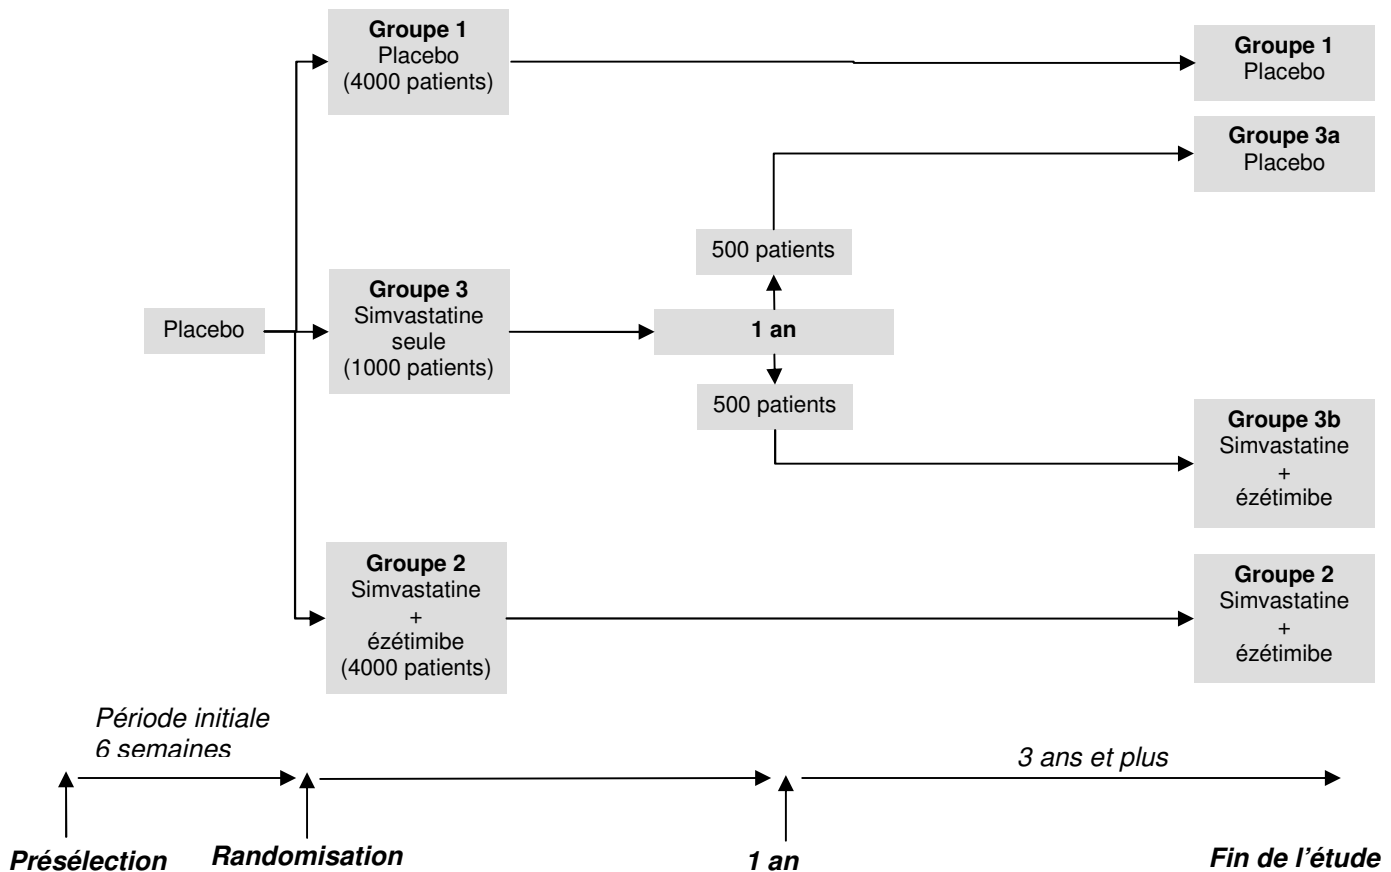 Groupe 1
Placebo
(4000 patients)
Groupe 1
Placebo
Groupe 3a
Placebo
500 patients
Placebo
Groupe 3
Simvastatine
seule
(1000 patients)
1 an
500 patients
Groupe 3b
Simvastatine
+
ézétimibe
Groupe 2
Simvastatine
+
ézétimibe
(4000 patients)
Groupe 2
Simvastatine
+
ézétimibe
Période initiale
6 semaines
3 ans et plus
Présélection
Randomisation
1 an
Fin de l'étude